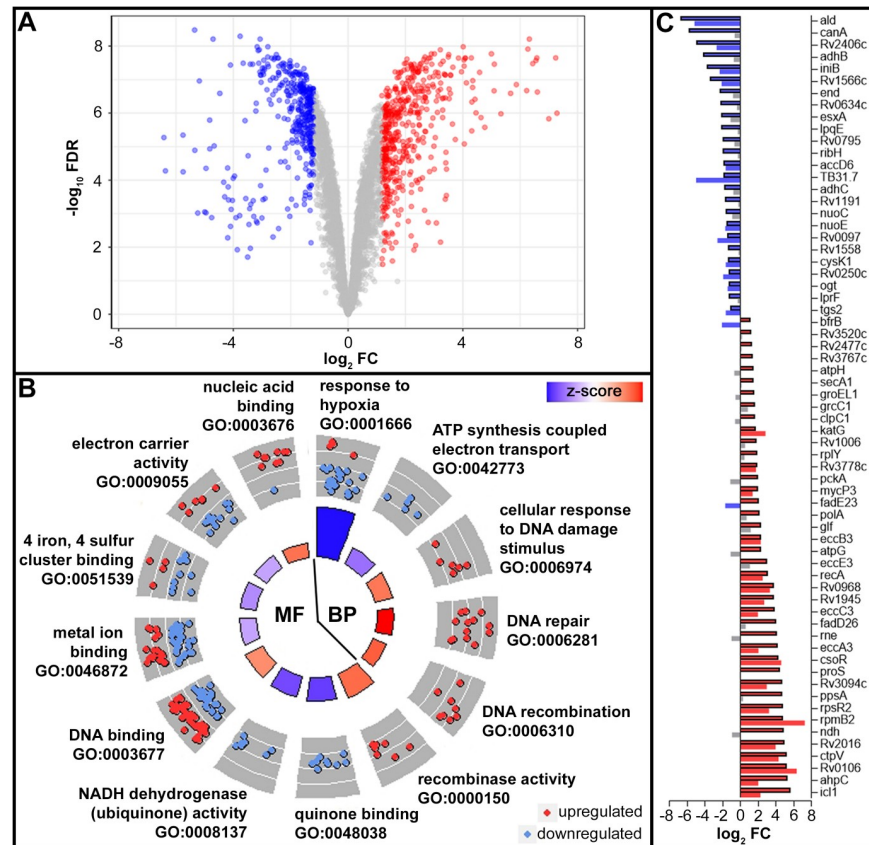 A
8
6
4
2
0
-log10 FDR
-8
-4
0
4
8
log2 FC
B
z-score
nucleic acid
binding
GO:0003676
response to
hypoxia
GO:0001666
ATP synthesis coupled
electron transport
GO:0042773
electron carrier
activity
GO:0009055
cellular response
to DNA damage
stimulus
GO:0006974
4 iron, 4 sulfur
cluster binding
GO:0051539
MF
BP
DNA repair
GO:0006281
metal ion
binding
GO:0046872
DNA recombination
GO:0006310
DNA binding
GO:0003677
recombinase activity
GO:0000150
NADH dehydrogenase
(ubiquinone) activity
GO:0008137
quinone binding
GO:0048038
upregulated
downregulated
C
ald
canA
Rv2406c
adhB
iniB
Rv1566c
end
Rv0634c
esxA
lpqE
Rv0795
ribH
accD6
TB31.7
adhC
Rv1191
nuoC
nuoE
Rv0097
Rv1558
cysK1
Rv0250c
ogt
lprF
tgs2
bfrB
Rv3520c
Rv2477c
Rv3767c
atpH
secA1
groEL1
grcC1
clpC1
katG
Rv1006
rplY
Rv3778c
pckA
mycP3
fadE23
polA
glf
eccB3
atpG
eccE3
recA
Rv0968
Rv1945
eccC3
fadD26
rne
eccA3
csoR
proS
Rv3094c
ppsA
rpsR2
rpmB2
ndh
Rv2016
ctpV
Rv0106
ahpC
icl1
-8 -6 -4 -2 0 2 4 6 8
log2 FC